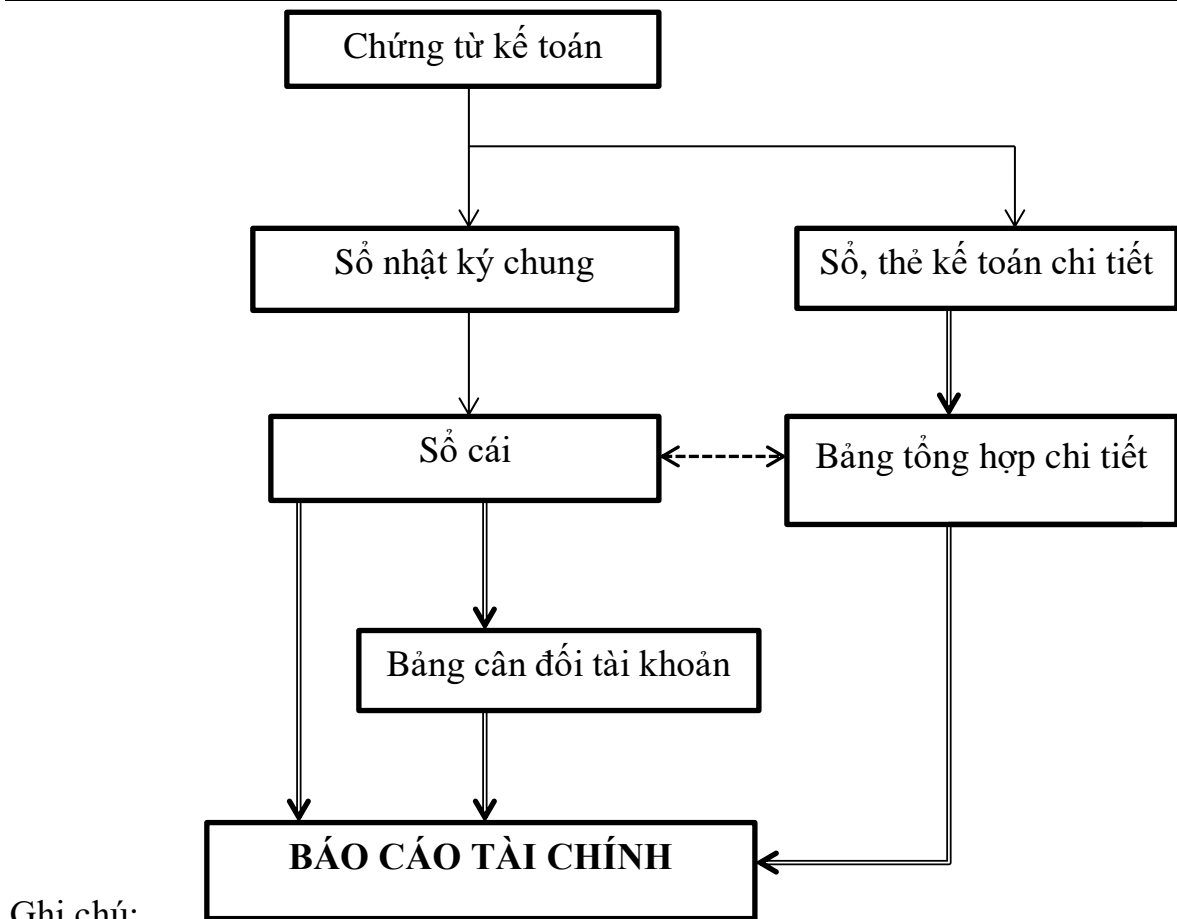 Chứng từ kế toán
Sổ nhật ký chung
Sổ, thẻ kế toán chi tiết
Sổ cái
Bảng tổng hợp chi tiết
Bảng cân đối tài khoản
BÁO CÁO TÀI CHÍNH
Ghi chú: